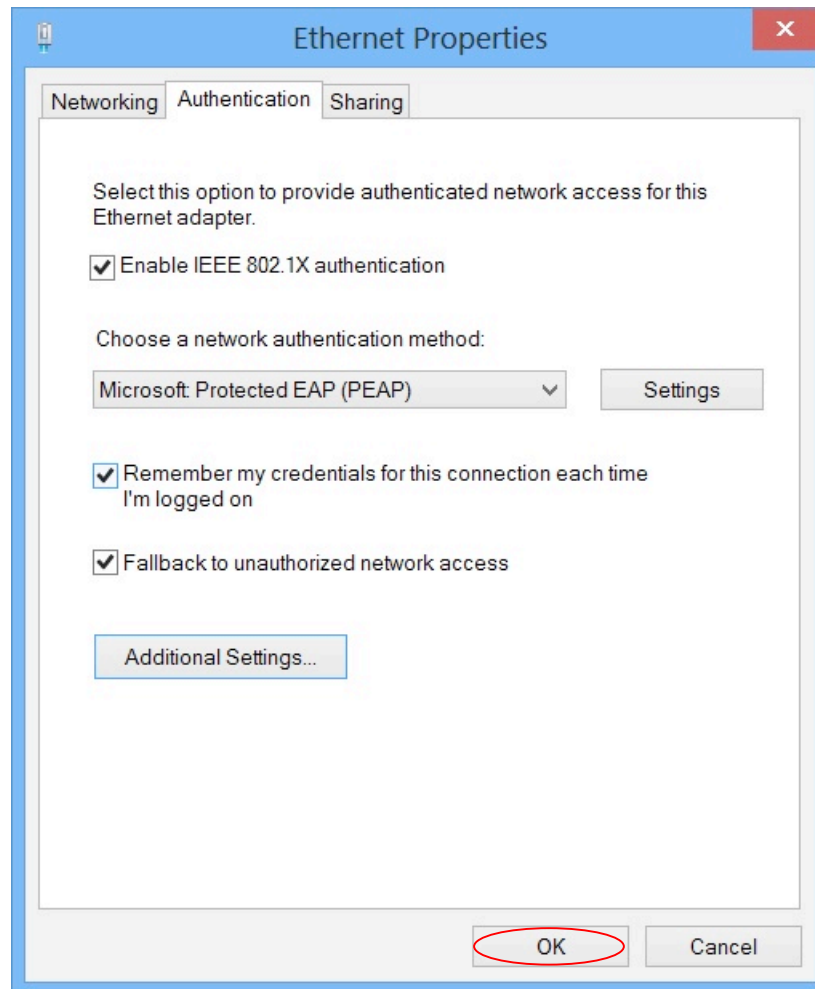 Ethernet Properties
Networking Authentication Sharing
Select this option to provide authenticated network access for this
Ethernet adapter.
Enable IEEE 802.1X authentication
Choose a network authentication method:
Microsoft: Protected EAP (PEAP) Settings
Remember my credentials for this connection each time
I'm logged on
Fallback to unauthorized network access
Additional Settings...
OK Cancel